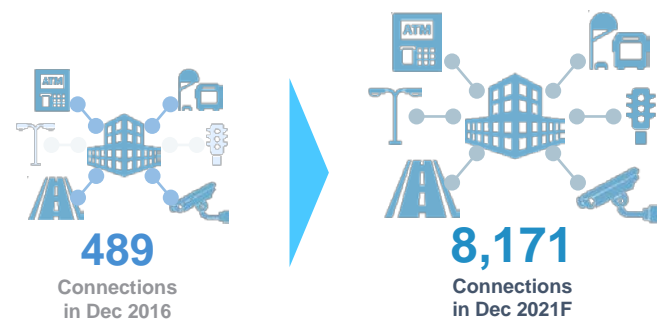 ATM
ATM
489
Connections
in Dec 2016
8,171
Connections
in Dec 2021F